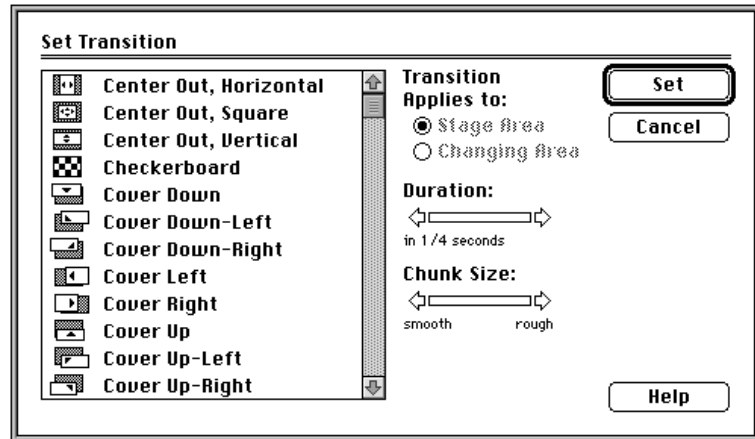 Set Transition
Center Out, Horizontal
Center Out, Square
Center Out, Vertical
Checkerboard
Cover Down
Cover Down-Left
Cover Down-Right
Cover Left
Cover Right
Cover Up
Cover Up-Left
Cover Up-Right
Transition
Applies to:
Stage Area
Changing Area
Duration:
in 1/4 seconds
Chunk Size:
smooth rough
Set
Cancel
Help